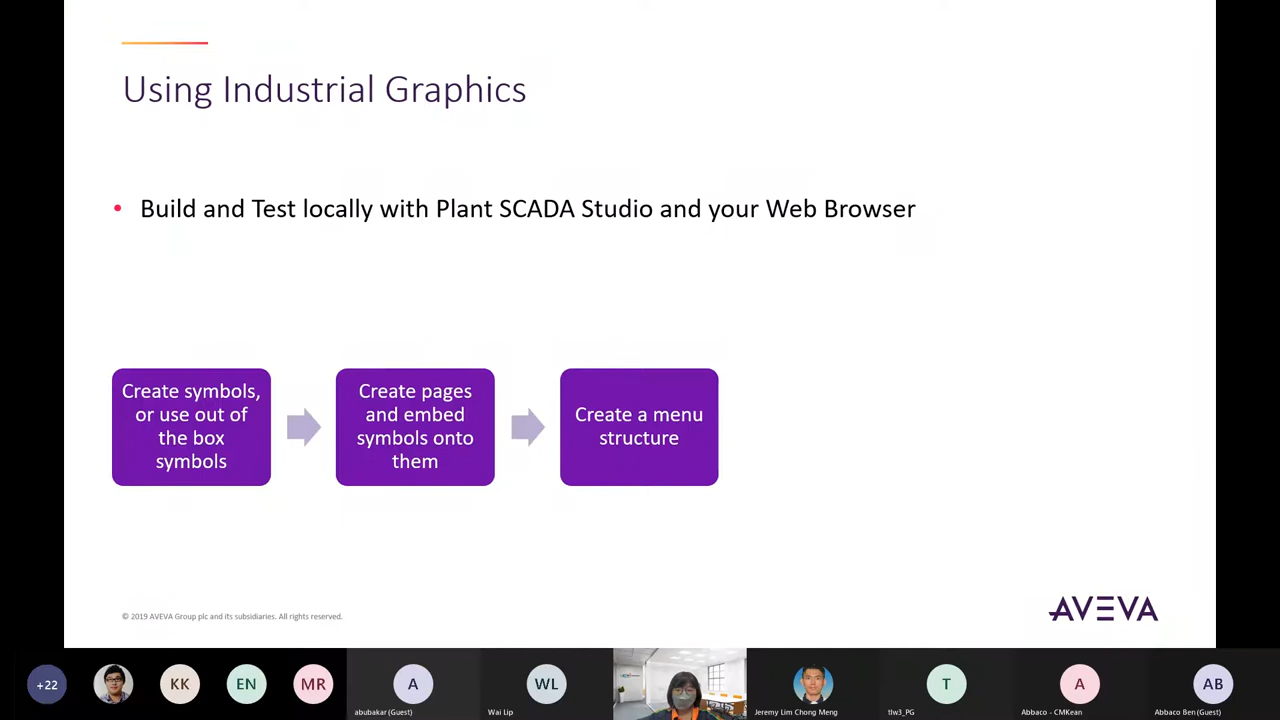 Using Industrial Graphics
• Build and Test locally with Plant SCADA Studio and your Web Browser
Create symbols,
or use out of
the box
symbols
Create pages
and embed
symbols onto
them
Create a menu
structure
© 2019 AVEVA Group plc and its subsidiaries. All rights reserved.
AVEVA
+22
KK
EN
MR
A
abubakar (Guest)
WL
Wai Lip
Jeremy Lim Chong Meng
T
tlw3_PG
A
Abbaco - CMKean
AB
Abbaco Ben (Guest)